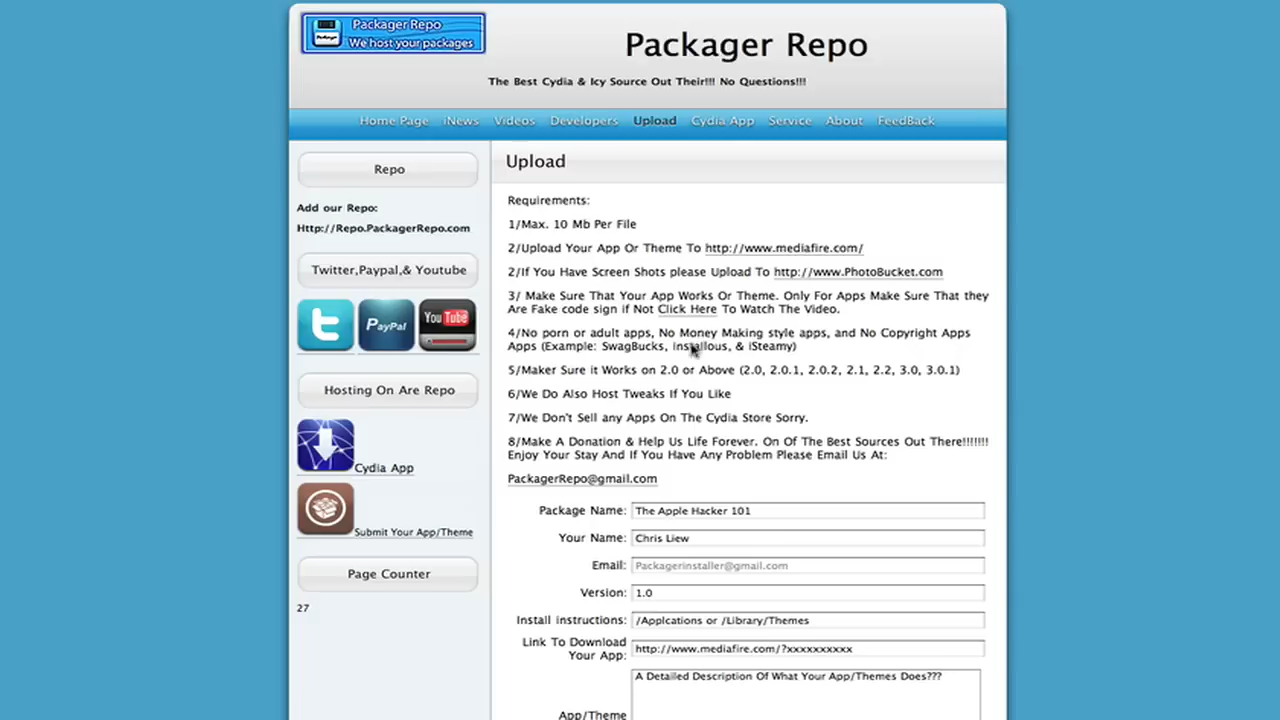 Packager Repo
We host your packages
Packager Repo
The Best Cydia & Icy Source Out Their!!! No Questions!!!
Home Page iNews Videos Developers Upload Cydia App Service About FeedBack
Repo
Add our Repo:
Http://Repo.PackagerRepo.com
Twitter,Paypal,& Youtube
t
PayPal
You Tube
Hosting On Are Repo
Cydia App
Submit Your App/Theme
Page Counter
27
Upload
Requirements:
1/Max. 10 Mb Per File
2/Upload Your App Or Theme To http://www.mediafire.com/
2/If You Have Screen Shots please Upload To http://www.PhotoBucket.com
3/ Make Sure That Your App Works Or Theme. Only For Apps Make Sure That they
Are Fake code sign if Not Click Here To Watch The Video.
4/No porn or adult apps, No Money Making style apps, and No Copyright Apps
Apps (Example: SwagBucks, installous, & iSteamy)
5/Maker Sure it Works on 2.0 or Above (2.0, 2.0.1, 2.0.2, 2.1, 2.2, 3.0, 3.0.1)
6/We Do Also Host Tweaks If You Like
7/We Don't Sell any Apps On The Cydia Store Sorry.
8/Make A Donation & Help Us Life Forever. On Of The Best Sources Out There!!!!!!!
Enjoy Your Stay And If You Have Any Problem Please Email Us At:
PackagerRepo@gmail.com
Package Name: The Apple Hacker 101
Your Name: Chris Liew
Email: Packagerinstaller@gmail.com
Version: 1.0
Install instructions: /Applcations or /Library/Themes
Link To Download
Your App: http://www.mediafire.com/?xxxxxxxxxx
A Detailed Description Of What Your App/Themes Does???
App/Theme